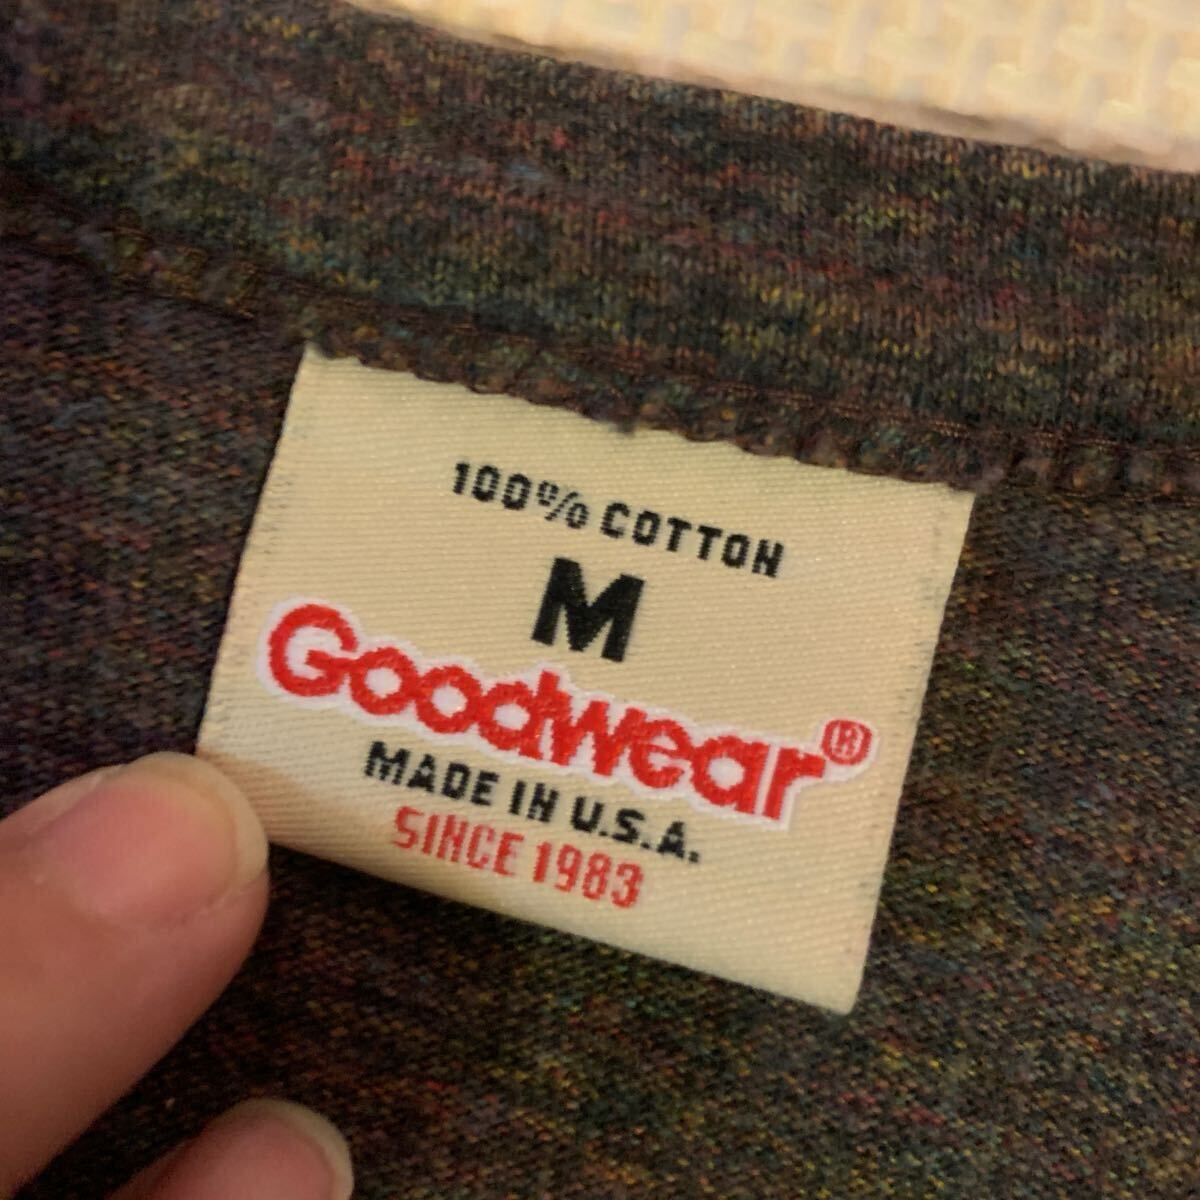 100% COTTON
M
Goodwear®
MADE IN U.S.A.
SINCE 1983